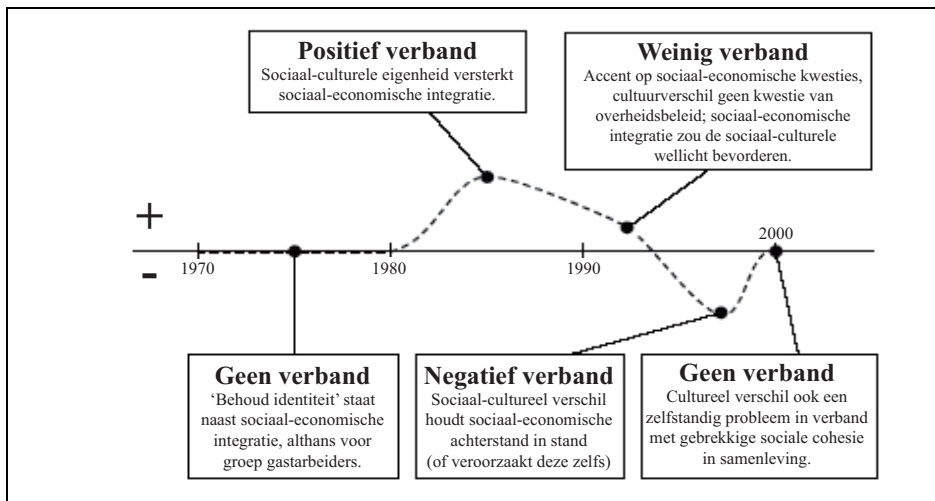 Positief verband
Sociaal-culturele eigenheid versterkt
sociaal-economische integratie.
Weinig verband
Accent op sociaal-economische kwesties,
cultuurverschil geen kwestie van
overheidsbeleid; sociaal-economische
integratie zou de sociaal-culturele
wellicht bevorderen.
+
-
1970
1980
1990
2000
Geen verband
‘Behoud identiteit’ staat
naast sociaal-economische
integratie, althans voor
groep gastarbeiders.
Negatief verband
Sociaal-cultureel verschil
houdt sociaal-economische
achterstand in stand
(of veroorzaakt deze zelfs)
Geen verband
Cultureel verschil ook een
zelfstandig probleem in verband
met gebrekkige sociale cohesie
in samenleving.